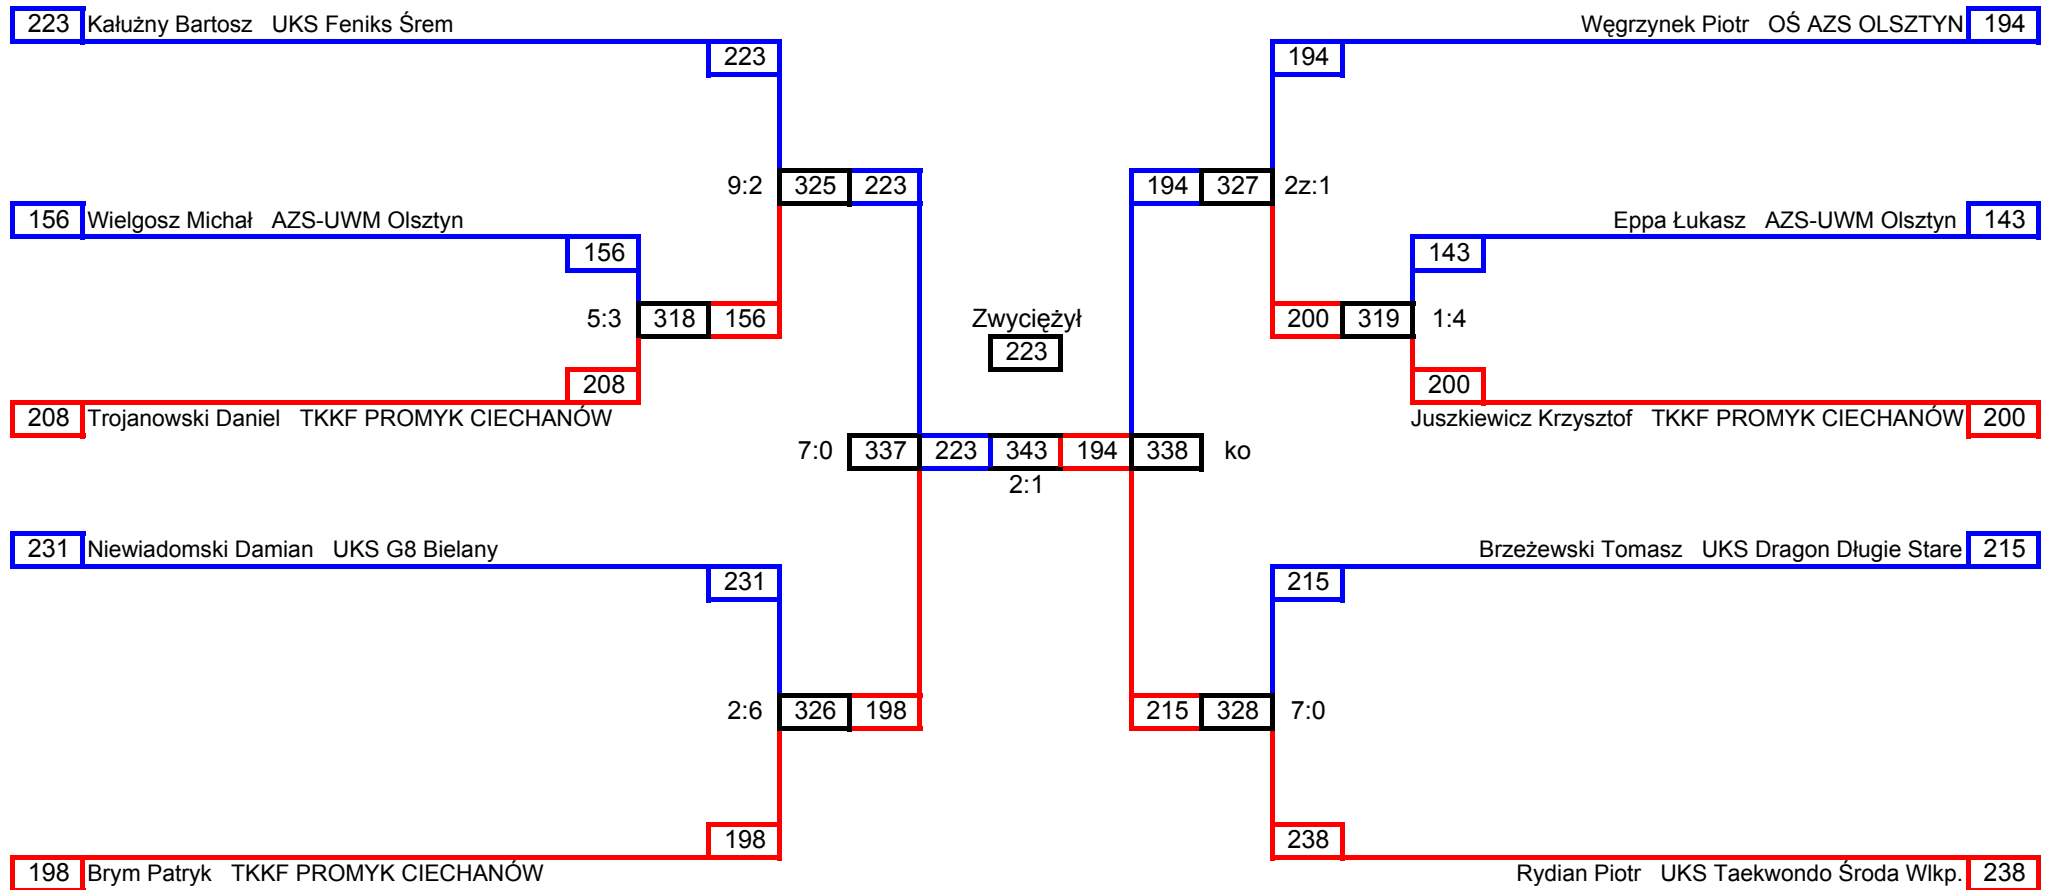 223 Kałużny Bartosz UKS Feniks Śrem Węgrzynek Piotr OŚ AZS OLSZTYN 194
223 194
9:2 325 223 194 327 2z:1
156 Wielgosz Michał AZS-UWM Olsztyn Eppa Łukasz AZS-UWM Olsztyn 143
156 143
5:3 318 156 Zwyciężył 200 319 1:4
223
208 200
208 Trojanowski Daniel TKKF PROMYK CIECHANÓW Juszkiewicz Krzysztof TKKF PROMYK CIECHANÓW 200
7:0 337 223 343 194 338 ko
2:1
231 Niewiadomski Damian UKS G8 Bielany Brzeżewski Tomasz UKS Dragon Długie Stare 215
231 215
2:6 326 198 215 328 7:0
198 238
198 Brym Patryk TKKF PROMYK CIECHANÓW Rydian Piotr UKS Taekwondo Środa Wlkp. 238